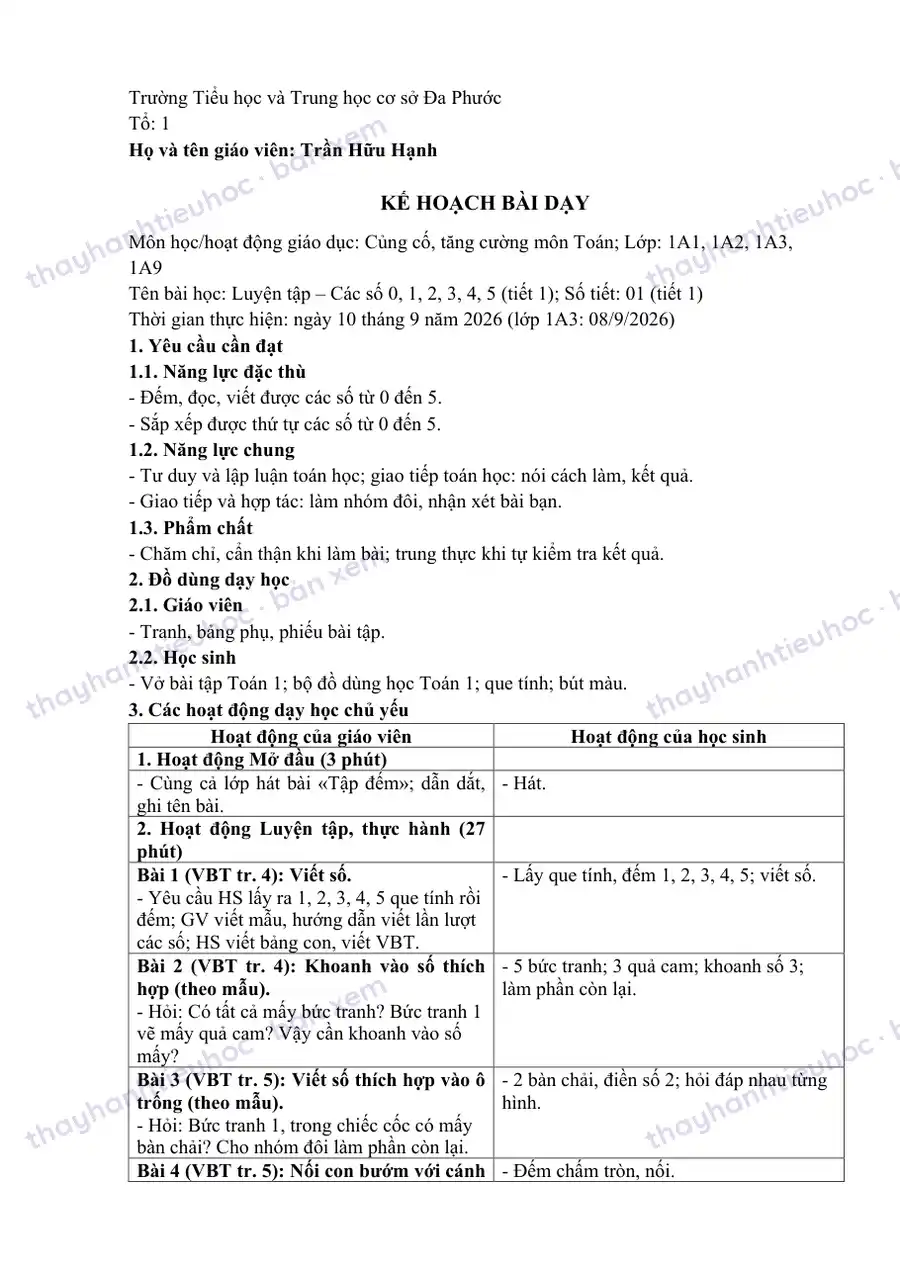 Trường Tiểu học và Trung học cơ sở Đa Phước
Tổ: 1
Họ và tên giáo viên: Trần Hữu Hạnh
KẾ HOẠCH BÀI DẠY
Môn học/hoạt động giáo dục: Củng cố, tăng cường môn Toán; Lớp: 1A1, 1A2, 1A3,
1A9
Tên bài học: Luyện tập – Các số 0, 1, 2, 3, 4, 5 (tiết 1); Số tiết: 01 (tiết 1)
Thời gian thực hiện: ngày 10 tháng 9 năm 2026 (lớp 1A3: 08/9/2026)
1. Yêu cầu cần đạt
1.1. Năng lực đặc thù
- Đếm, đọc, viết được các số từ 0 đến 5.
- Sắp xếp được thứ tự các số từ 0 đến 5.
1.2. Năng lực chung
- Tư duy và lập luận toán học; giao tiếp toán học: nói cách làm, kết quả.
- Giao tiếp và hợp tác: làm nhóm đôi, nhận xét bài bạn.
1.3. Phẩm chất
- Chăm chỉ, cẩn thận khi làm bài; trung thực khi tự kiểm tra kết quả.
2. Đồ dùng dạy học
2.1. Giáo viên
- Tranh, bảng phụ, phiếu bài tập.
2.2. Học sinh
- Vở bài tập Toán 1; bộ đồ dùng học Toán 1; que tính; bút màu.
3. Các hoạt động dạy học chủ yếu
Hoạt động của giáo viên
Hoạt động của học sinh
1. Hoạt động Mở đầu (3 phút)
- Cùng cả lớp hát bài «Tập đếm»; dẫn dắt,
ghi tên bài.
- Hát.
2. Hoạt động Luyện tập, thực hành (27
phút)
Bài 1 (VBT tr. 4): Viết số.
- Yêu cầu HS lấy ra 1, 2, 3, 4, 5 que tính rồi
đếm; GV viết mẫu, hướng dẫn viết lần lượt
các số; HS viết bảng con, viết VBT.
- Lấy que tính, đếm 1, 2, 3, 4, 5; viết số.
Bài 2 (VBT tr. 4): Khoanh vào số thích
hợp (theo mẫu).
- Hỏi: Có tất cả mấy bức tranh? Bức tranh 1
vẽ mấy quả cam? Vậy cần khoanh vào số
mấy?
- 5 bức tranh; 3 quả cam; khoanh số 3;
làm phần còn lại.
Bài 3 (VBT tr. 5): Viết số thích hợp vào ô
trống (theo mẫu).
- Hỏi: Bức tranh 1, trong chiếc cốc có mấy
bàn chải? Cho nhóm đôi làm phần còn lại.
- 2 bàn chải, điền số 2; hỏi đáp nhau từng
hình.
Bài 4 (VBT tr. 5): Nối con bướm với cánh
- Đếm chấm tròn, nối.
thayhanhtieuhoc · bản xem
thayhanhtieuhoc · b
thayhanhtieuhoc · bản xem
thayhanhtieuhoc · b
thayhanhtieuhoc · bản xem
thayhanhtieuhoc · b